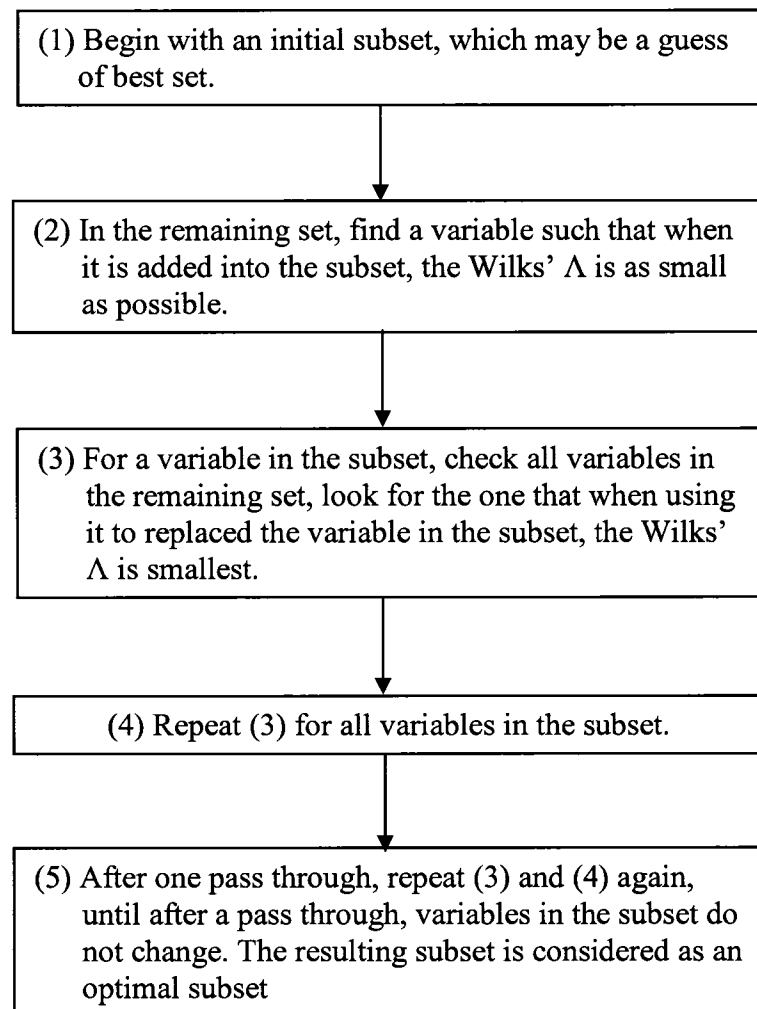 (1) Begin with an initial subset, which may be a guess
of best set.
(2) In the remaining set, find a variable such that when
it is added into the subset, the Wilks’ Λ is as small
as possible.
(3) For a variable in the subset, check all variables in
the remaining set, look for the one that when using
it to replaced the variable in the subset, the Wilks’
Λ is smallest.
(4) Repeat (3) for all variables in the subset.
(5) After one pass through, repeat (3) and (4) again,
until after a pass through, variables in the subset do
not change. The resulting subset is considered as an
optimal subset